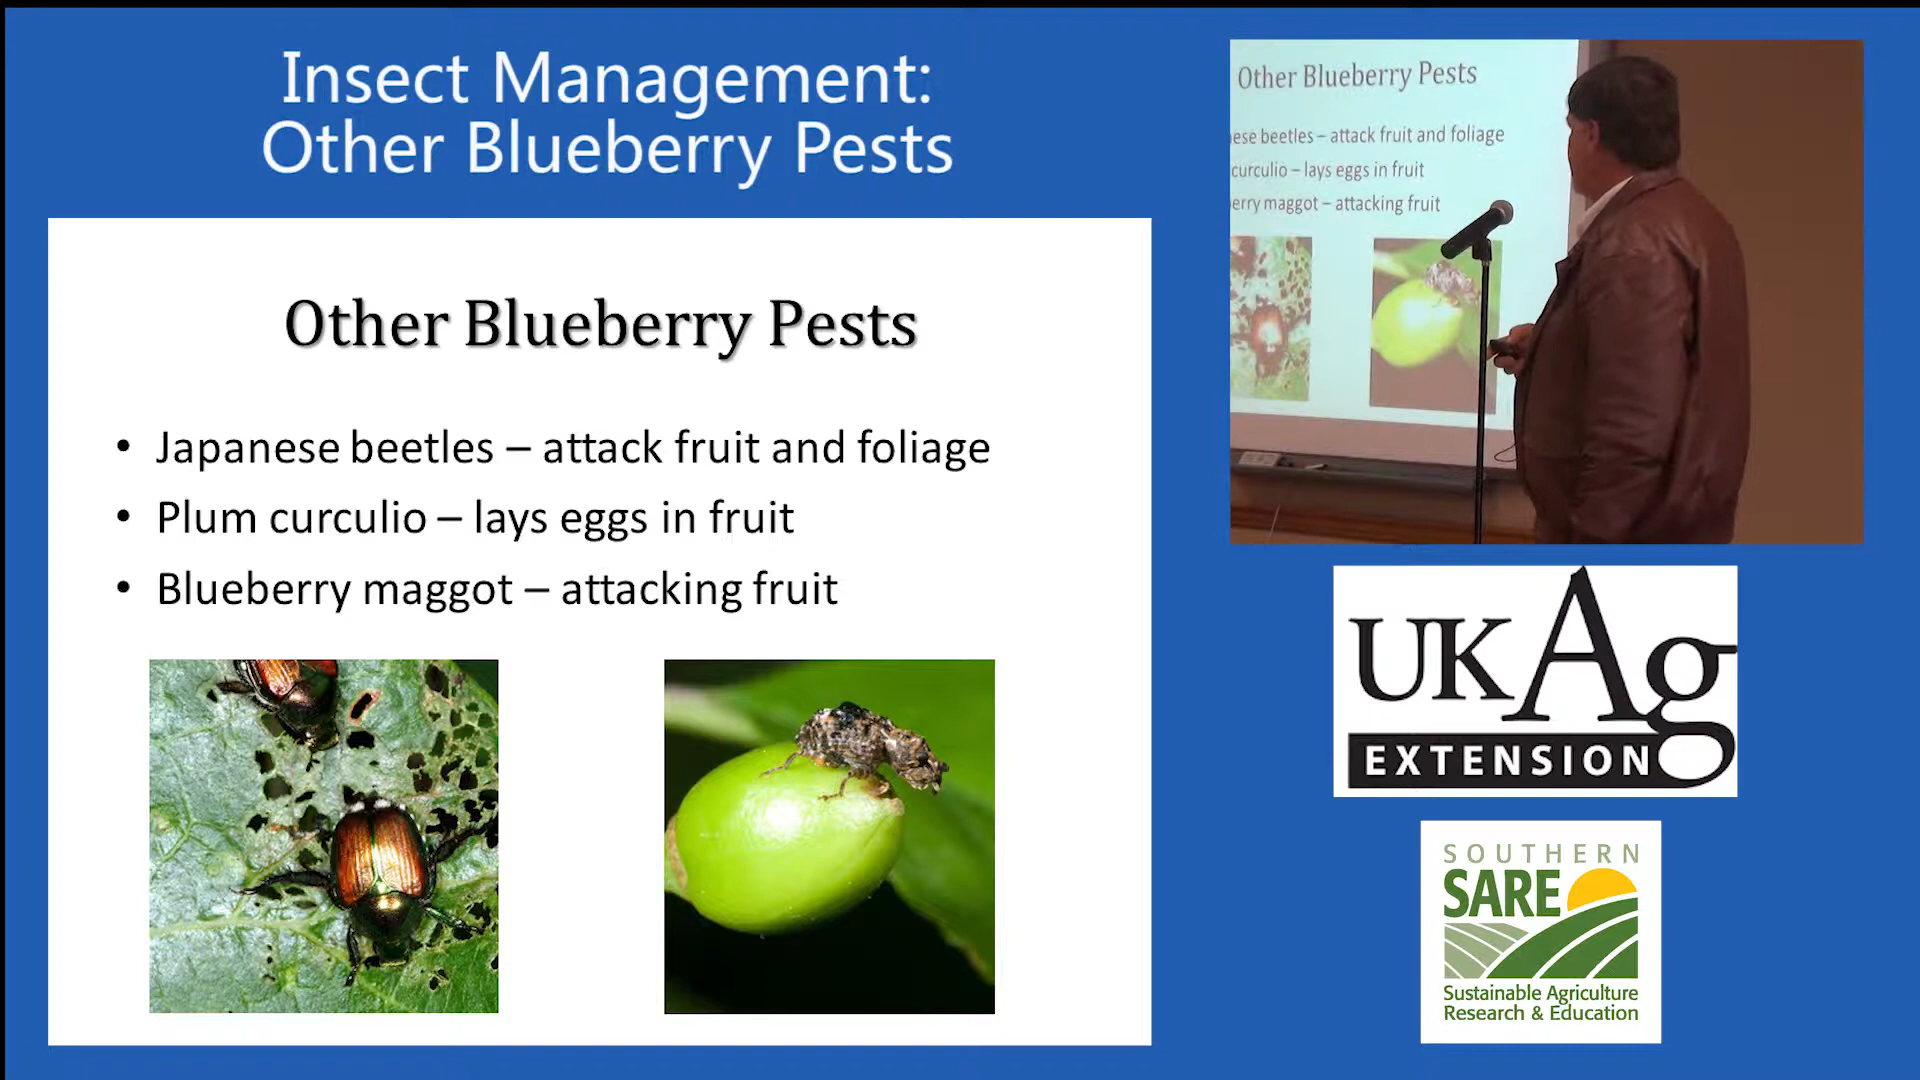 Insect Management:
Other Blueberry Pests
Other Blueberry Pests
• Japanese beetles – attack fruit and foliage
• Plum curculio – lays eggs in fruit
• Blueberry maggot – attacking fruit
Other Blueberry Pests
ese beetles – attack fruit and foliage
curculio – lays eggs in fruit
erry maggot – attacking fruit
UKAg
EXTENSION
SOUTHERN
SARE
Sustainable Agriculture
Research & Education